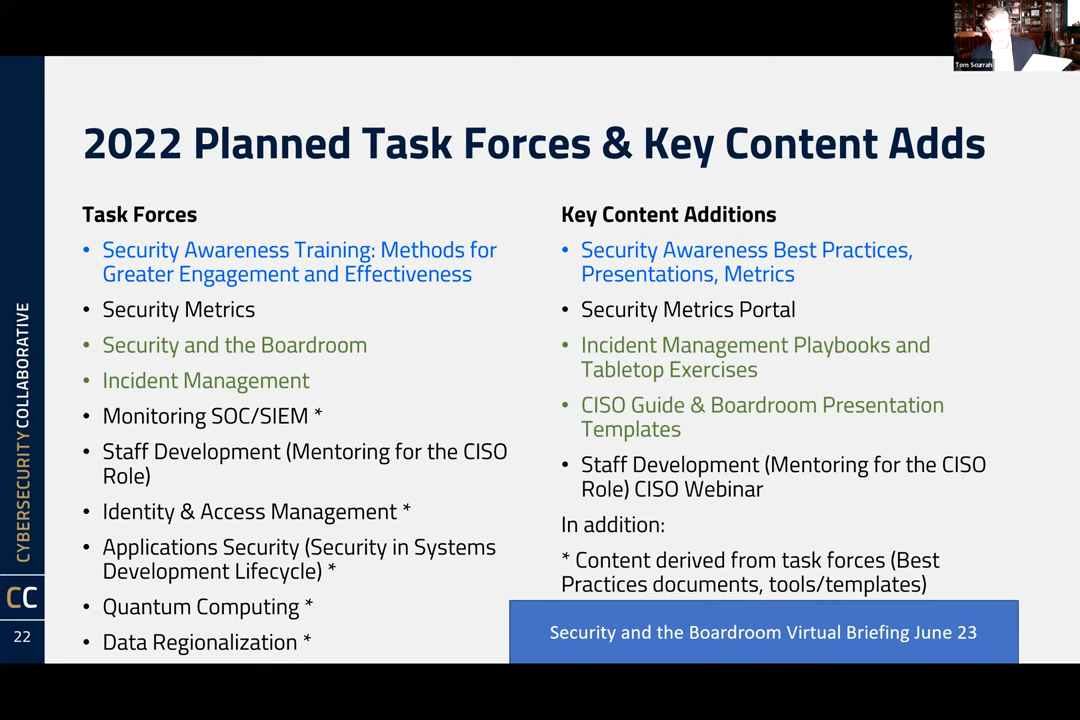 Tom Scurrah
2022 Planned Task Forces & Key Content Adds
Task Forces
• Security Awareness Training: Methods for
Greater Engagement and Effectiveness
• Security Metrics
• Security and the Boardroom
• Incident Management
• Monitoring SOC/SIEM *
• Staff Development (Mentoring for the CISO
Role)
• Identity & Access Management *
• Applications Security (Security in Systems
Development Lifecycle) *
• Quantum Computing *
• Data Regionalization *
Key Content Additions
• Security Awareness Best Practices,
Presentations, Metrics
• Security Metrics Portal
• Incident Management Playbooks and
Tabletop Exercises
• CISO Guide & Boardroom Presentation
Templates
• Staff Development (Mentoring for the CISO
Role) CISO Webinar
In addition:
* Content derived from task forces (Best
Practices documents, tools/templates)
Security and the Boardroom Virtual Briefing June 23
CYBERSECURITY COLLABORATIVE
CC
22